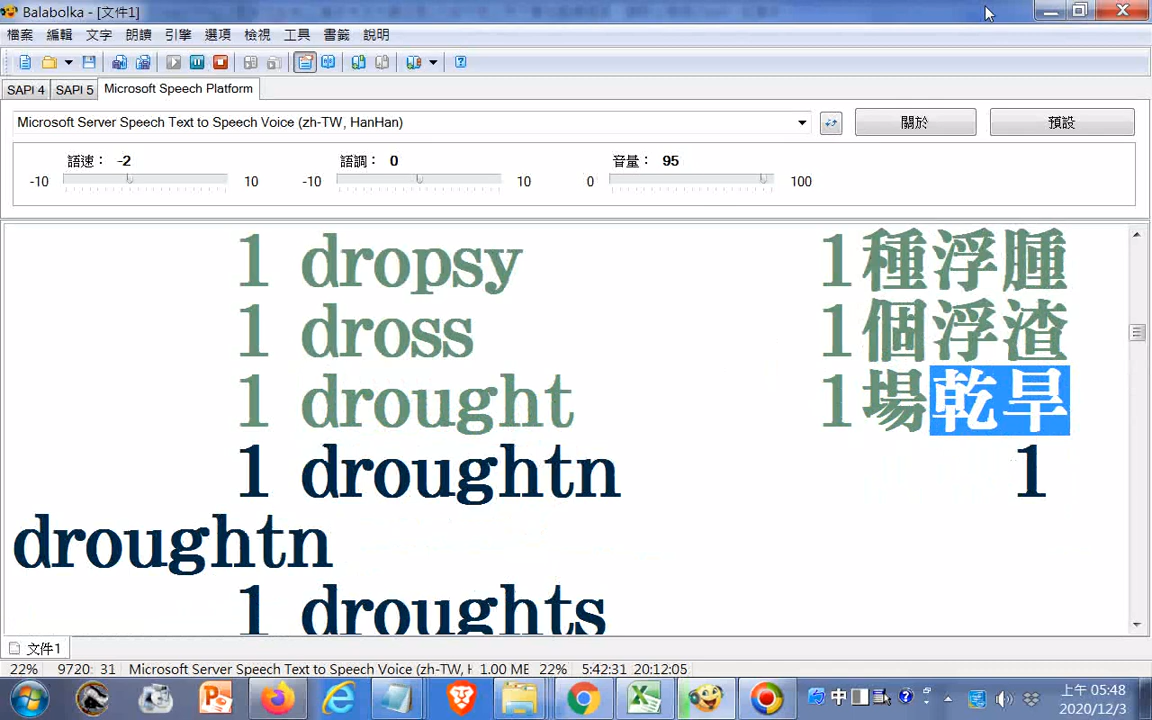 Balabolka - [文件1]
檔案 編輯 文字 朗讀 引擎 選項 檢視 工具 書籤 說明
SAPI 4 SAPI 5 Microsoft Speech Platform
Microsoft Server Speech Text to Speech Voice (zh-TW, HanHan) 關於 預設
語速： -2 語調： 0 音量： 95
-10 10 -10 10 0 100
1 dropsy 1種浮腫
1 dross 1個浮渣
1 drought 1場乾旱
1 droughtn 1
droughtn
1 droughts
文件1
22% 9720: 31 Microsoft Server Speech Text to Speech Voice (zh-TW, 1.00 ME 22% 5:42:31 20:12:05
中 上午 05:48
2020/12/3